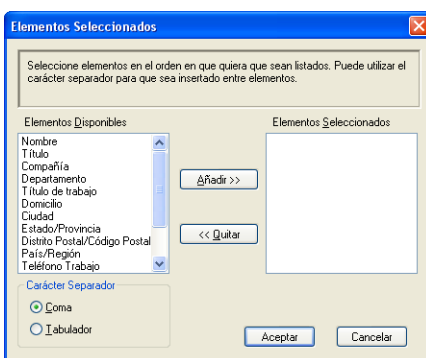 Elementos Seleccionados
Seleccione elementos en el orden en que quiera que sean listados. Puede utilizar el
carácter separador para que sea insertado entre elementos.
Elementos Disponibles
Elementos Seleccionados
Nombre
Título
Compañía
Departamento
Título de trabajo
Domicilio
Ciudad
Estado/Provincia
Distrito Postal/Código Postal
País/Región
Teléfono Trabajo
Añadir >>
<< Quitar
Carácter Separador
Coma
Tabulador
Aceptar
Cancelar